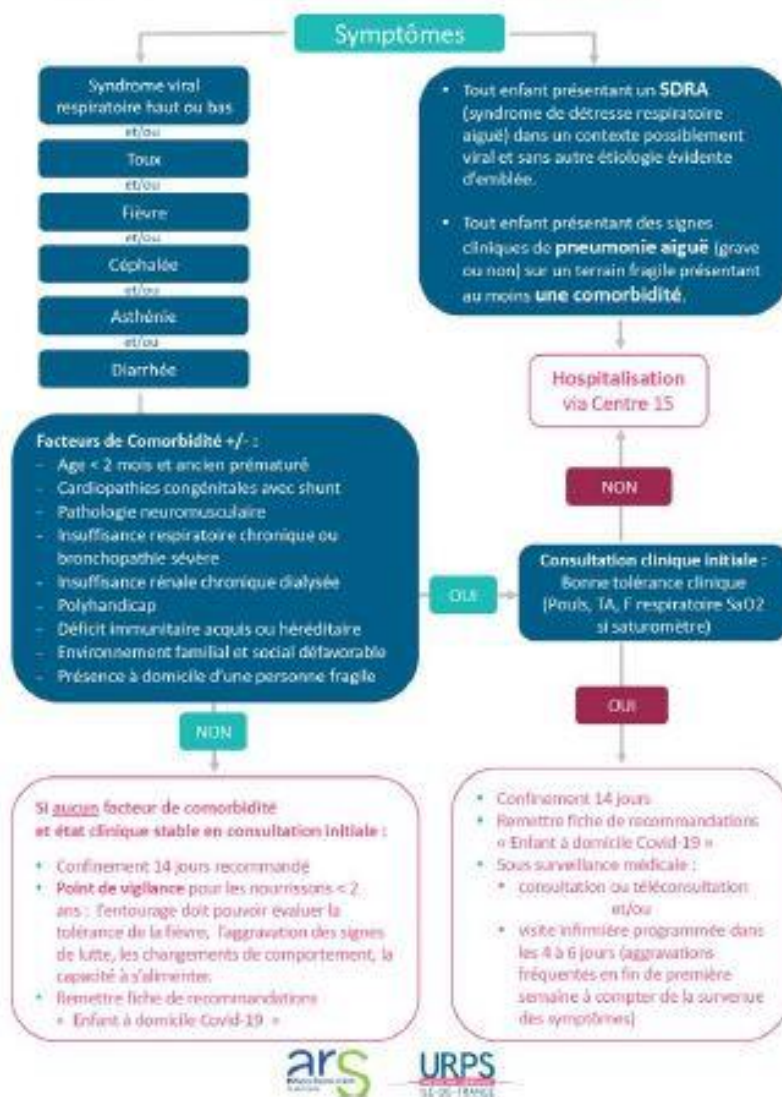 Symptômes
Syndrome viral
respiratoire haut ou bas
et/ou
Toux
et/ou
Fièvre
et/ou
Céphalée
et/ou
Asthénie
et/ou
Diarrhée
• Tout enfant présentant un SDRA
(syndrome de détresse respiratoire
aiguë) dans un contexte possiblement
viral et sans autre étiologie évidente
d'emblée.
• Tout enfant présentant des signes
cliniques de pneumonie aiguë (grave
ou non) sur un terrain fragile présentant
au moins une comorbidité.
Hospitalisation
via Centre 15
NON
Facteurs de Comorbidité +/- :
- Age < 2 mois et ancien prématuré
- Cardiopathies congénitales avec shunt
- Pathologie neuromusculaire
- Insuffisance respiratoire chronique ou
bronchopathie sévère
- Insuffisance rénale chronique dialysée
- Polyhandicap
- Déficit immunitaire acquis ou héréditaire
- Environnement familial et social défavorable
- Présence à domicile d'une personne fragile
OUI
Consultation clinique initiale :
Bonne tolérance clinique
(Pouls, TA, F respiratoire SaO2
si saturomètre)
NON
OUI
Si aucun facteur de comorbidité
et état clinique stable en consultation initiale :
• Confinement 14 jours recommandé
• Point de vigilance pour les nourrissons < 2
ans : l'entourage doit pouvoir évaluer la
tolérance de la fièvre, l'aggravation des signes
de lutte, les changements de comportement, la
capacité à s'alimenter.
• Remettre fiche de recommandations
« Enfant à domicile Covid-19 »
• Confinement 14 jours
• Remettre fiche de recommandations
« Enfant à domicile Covid-19 »
• Sous surveillance médicale :
• consultation ou téléconsultation
et/ou
• visite infirmière programmée dans
les 4 à 6 jours (aggravations
fréquentes en fin de première
semaine à compter de la survenue
des symptômes)
ars
URPS
ILE-DE-FRANCE